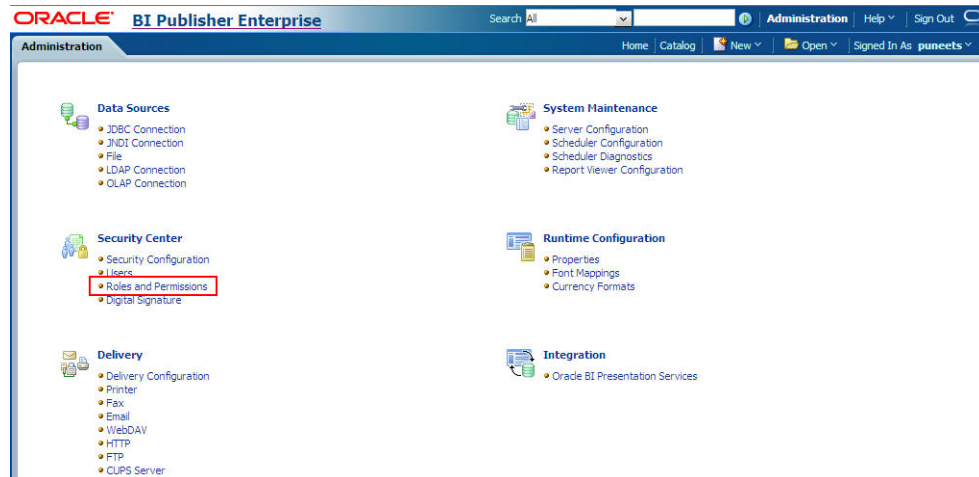 ORACLE BI Publisher Enterprise Search All Administration Help Sign Out
Administration Home Catalog New Open Signed In As puneets
Data Sources
JDBC Connection
JNDI Connection
File
LDAP Connection
OLAP Connection
System Maintenance
Server Configuration
Scheduler Configuration
Scheduler Diagnostics
Report Viewer Configuration
Security Center
Security Configuration
Users
Roles and Permissions
Digital Signature
Runtime Configuration
Properties
Font Mappings
Currency Formats
Delivery
Delivery Configuration
Printer
Fax
Email
WebDAV
HTTP
FTP
CUPS Server
Integration
Oracle BI Presentation Services